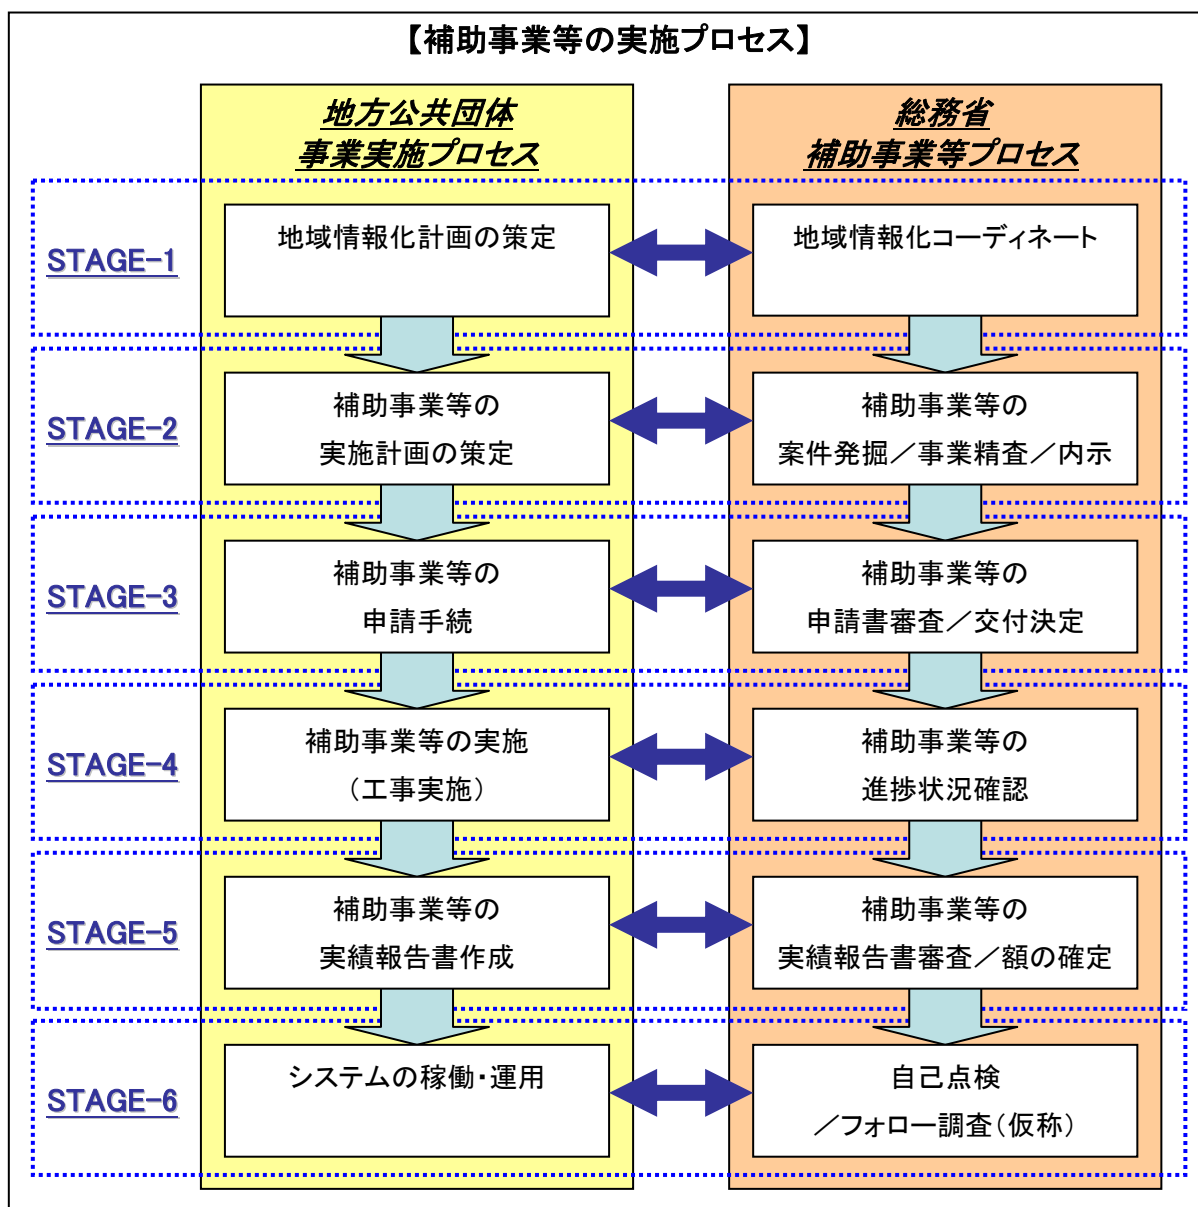 【補助事業等の実施プロセス】
地方公共団体
事業実施プロセス
総務省
補助事業等プロセス
STAGE-1
地域情報化計画の策定
地域情報化コーディネート
STAGE-2
補助事業等の
実施計画の策定
補助事業等の
案件発掘／事業精査／内示
STAGE-3
補助事業等の
申請手続
補助事業等の
申請書審査／交付決定
STAGE-4
補助事業等の実施
（工事実施）
補助事業等の
進捗状況確認
STAGE-5
補助事業等の
実績報告書作成
補助事業等の
実績報告書審査／額の確定
STAGE-6
システムの稼働・運用
自己点検
／フォロー調査（仮称）